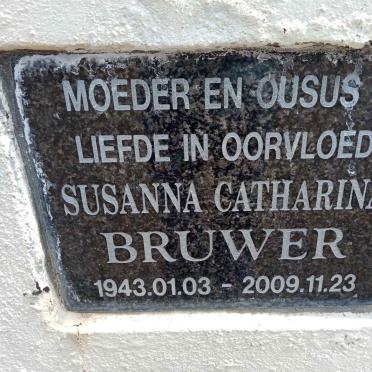 MOEDER EN OUSUS
LIEFDE IN OORVLOED
SUSANNA CATHARINA
BRUWER
1943.01.03 - 2009.11.23